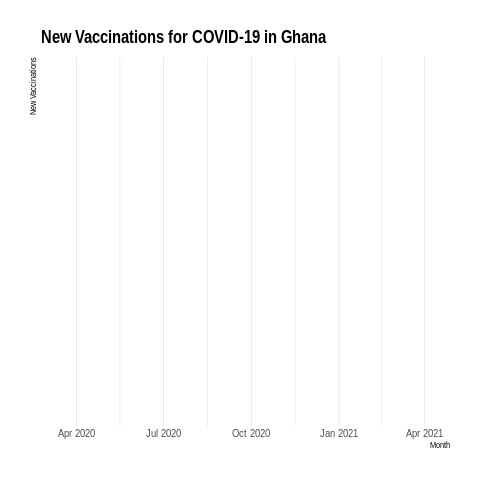 New Vaccinations for COVID-19 in Ghana
New Vaccinations
Apr 2020
Jul 2020
Oct 2020
Jan 2021
Apr 2021
Month